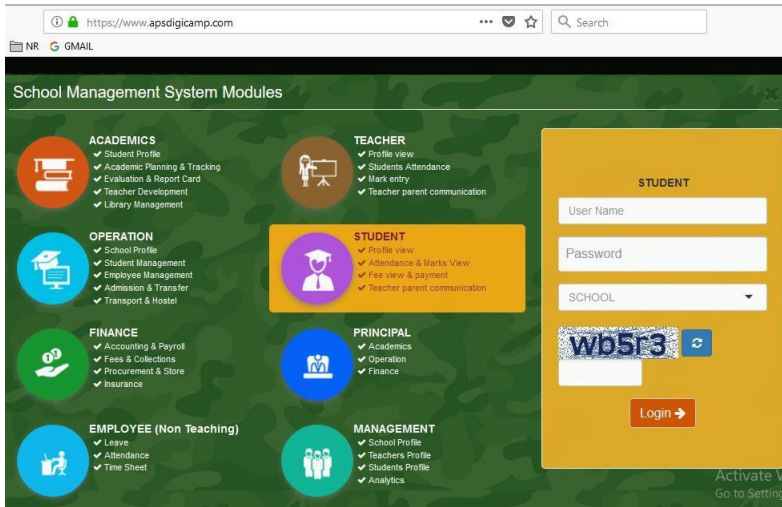 https://www.apsdigicamp.com
Search
NR
GMAIL
School Management System Modules
ACADEMICS
Student Profile
Academic Planning & Tracking
Evaluation & Report Card
Teacher Development
Library Management
TEACHER
Profile view
Students Attendance
Mark entry
Teacher parent communication
OPERATION
School Profile
Student Management
Employee Management
Admission & Transfer
Transport & Hostel
STUDENT
Profile view
Attendance & Marks View
Fee view & payment
Teacher parent communication
FINANCE
Accounting & Payroll
Fees & Collections
Procurement & Store
Insurance
PRINCIPAL
Academics
Operation
Finance
EMPLOYEE (Non Teaching)
Leave
Attendance
Time Sheet
MANAGEMENT
School Profile
Teachers Profile
Students Profile
Analytics
STUDENT
User Name
Password
SCHOOL
wb5r3
Login
Activate
Go to Setting